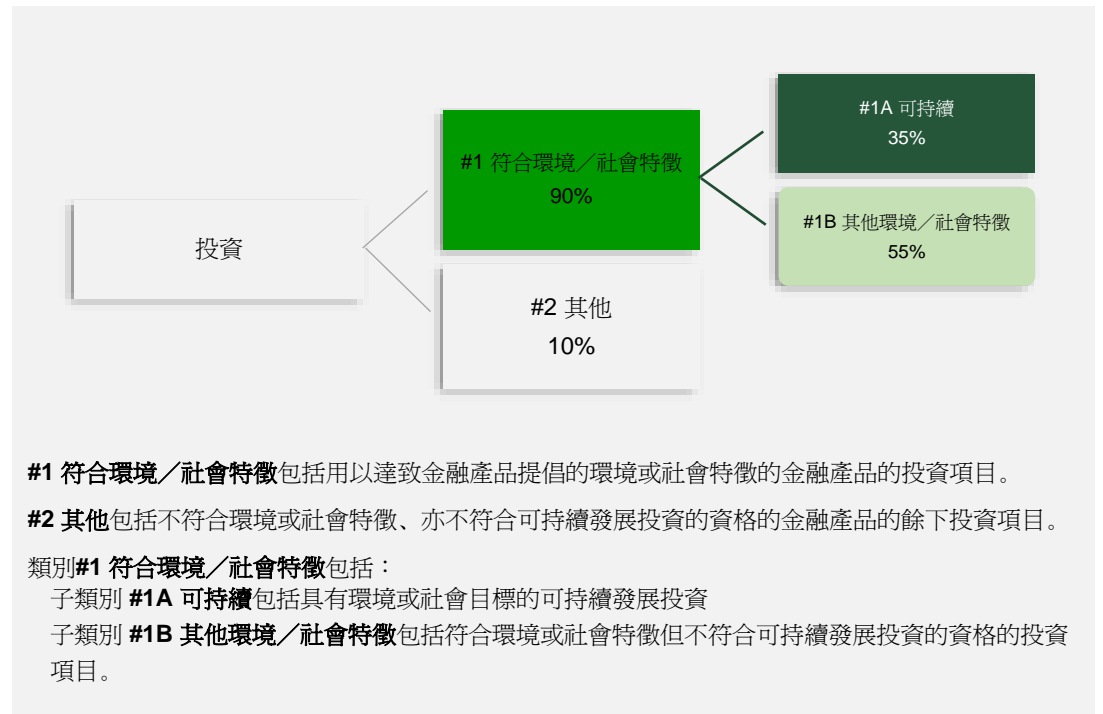 #1A 可持續
35%
#1 符合環境／社會特徵
90%
#1B 其他環境／社會特徵
55%
投資
#2 其他
10%
#1 符合環境／社會特徵包括用以達致金融產品提倡的環境或社會特徵的金融產品的投資項目。
#2 其他包括不符合環境或社會特徵、亦不符合可持續發展投資的資格的金融產品的餘下投資項目。
類別#1 符合環境／社會特徵包括：
子類別 #1A 可持續包括具有環境或社會目標的可持續發展投資
子類別 #1B 其他環境／社會特徵包括符合環境或社會特徵但不符合可持續發展投資的資格的投資
項目。